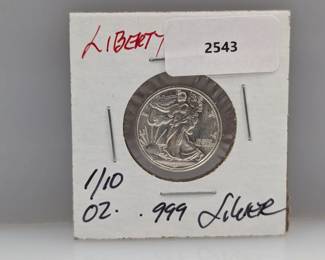 LIBERTY
2543
1/10
OZ. .999 Silver